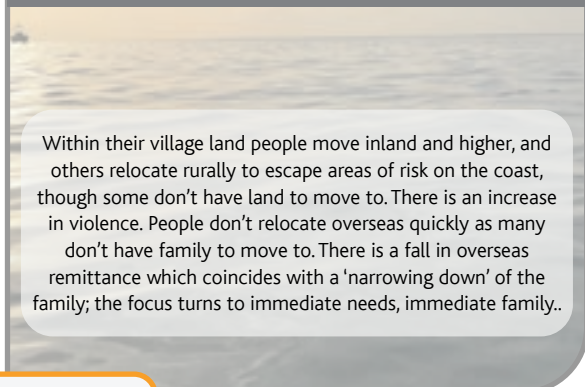 Within their village land people move inland and higher, and
others relocate rurally to escape areas of risk on the coast,
though some don't have land to move to. There is an increase
in violence. People don't relocate overseas quickly as many
don't have family to move to. There is a fall in overseas
remittance which coincides with a 'narrowing down' of the
family; the focus turns to immediate needs, immediate family..